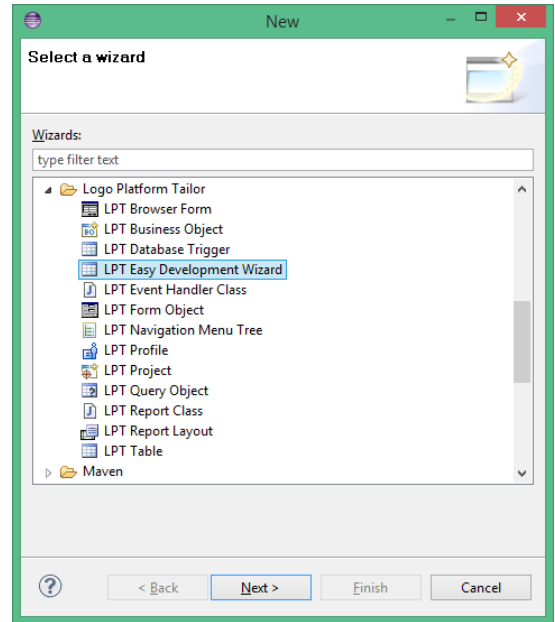 New
Select a wizard
Wizards:
type filter text
Logo Platform Tailor
LPT Browser Form
LPT Business Object
LPT Database Trigger
LPT Easy Development Wizard
LPT Event Handler Class
LPT Form Object
LPT Navigation Menu Tree
LPT Profile
LPT Project
LPT Query Object
LPT Report Class
LPT Report Layout
LPT Table
Maven
< Back Next > Finish Cancel